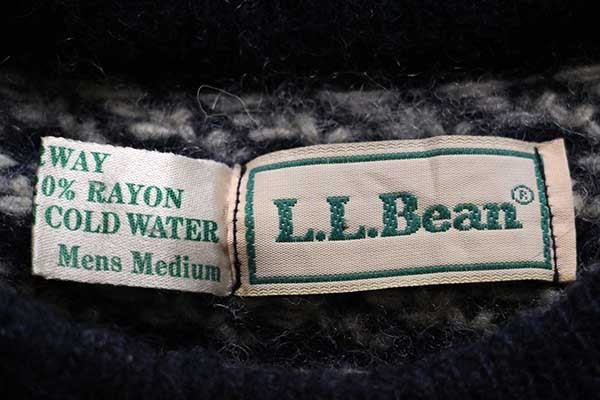 WAY
0% RAYON
COLD WATER
Mens Medium
L.L.Bean®